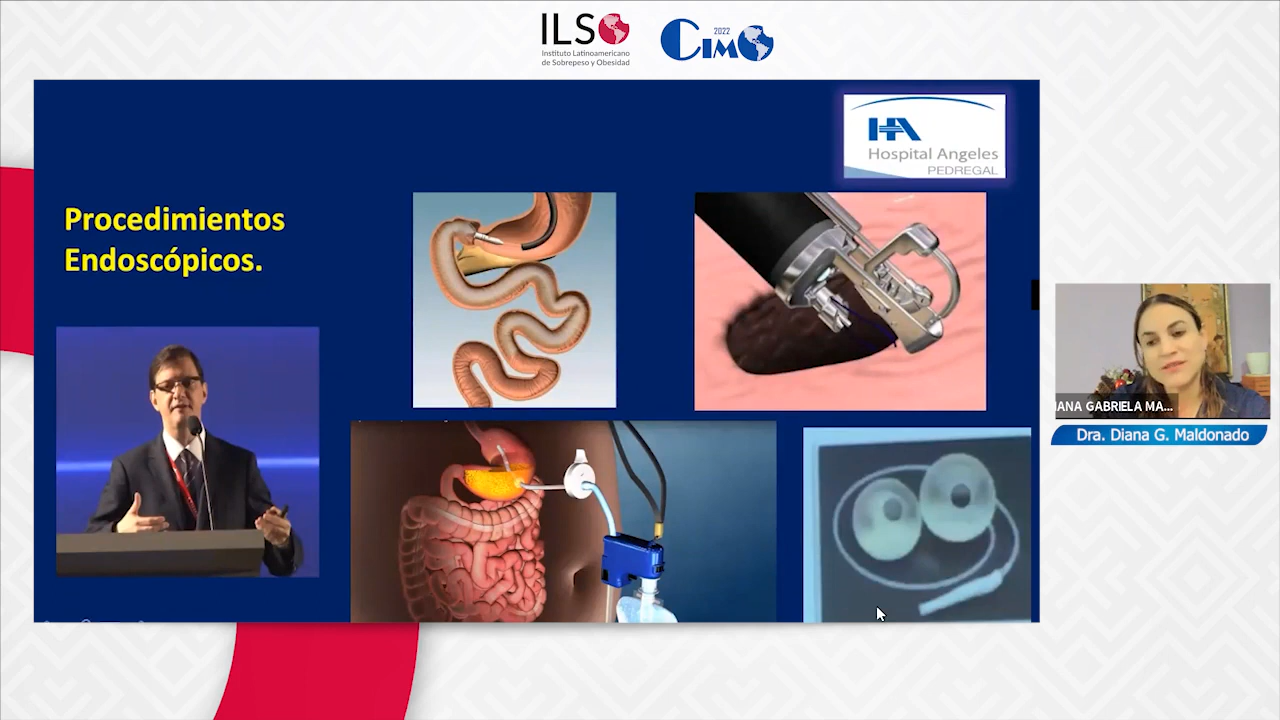 ILSO
Instituto Latinoamericano
de Sobrepeso y Obesidad
CIMO
2022
HA
Hospital Angeles
PEDREGAL
Procedimientos
Endoscópicos.
IANA GABRIELA MA...
Dra. Diana G. Maldonado